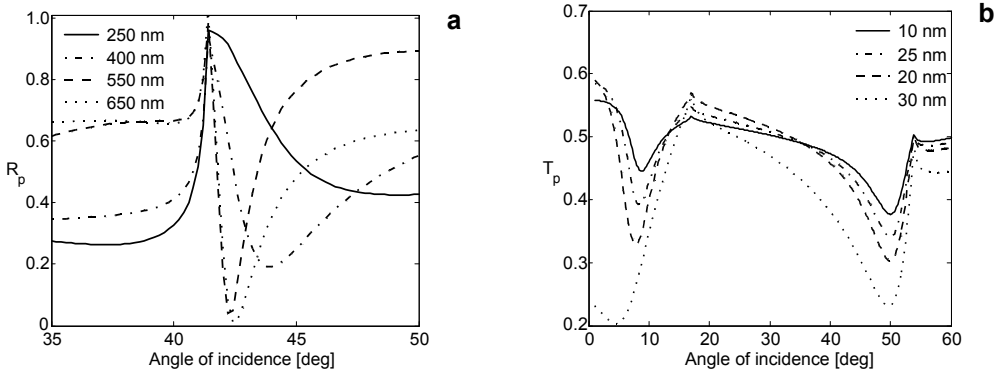 a
1.0
0.8
0.6
0.4
0.2
0
R_p
250 nm
400 nm
550 nm
650 nm
35
40
45
50
Angle of incidence [deg]
b
0.7
0.6
0.5
0.4
0.3
0.2
T_p
10 nm
25 nm
20 nm
30 nm
0
10
20
30
40
50
60
Angle of incidence [deg]